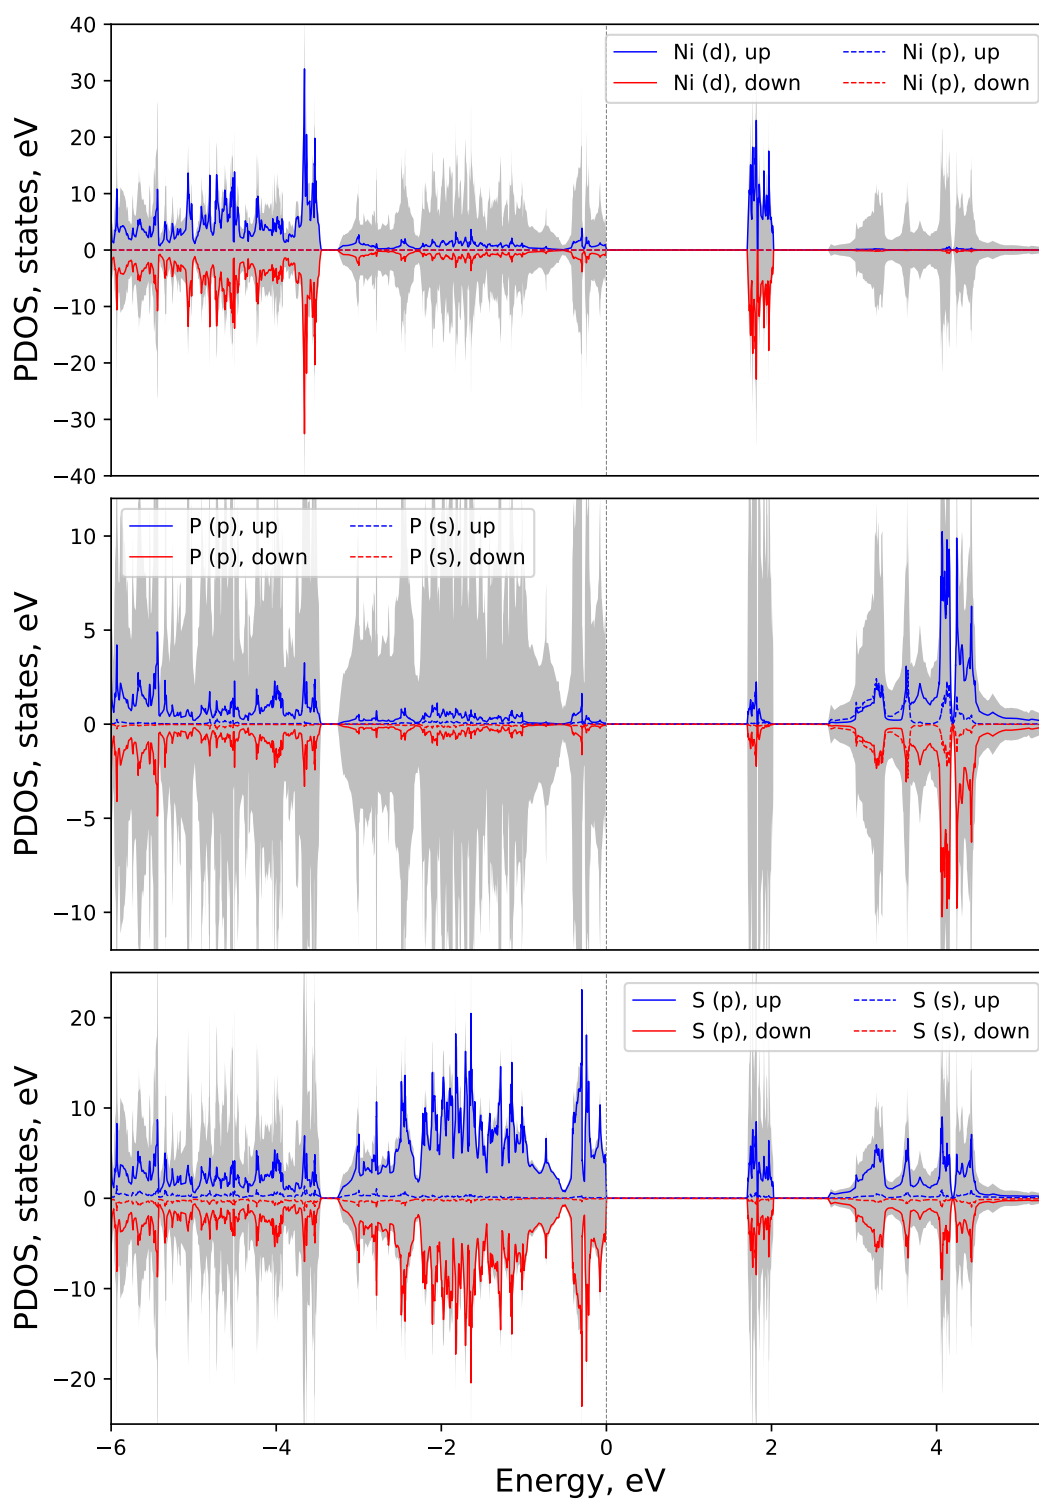 40
30
20
10
0
−10
−20
−30
−40
PDOS, states, eV
Ni (d), up
Ni (d), down
Ni (p), up
Ni (p), down
10
5
0
−5
−10
PDOS, states, eV
P (p), up
P (p), down
P (s), up
P (s), down
20
10
0
−10
−20
PDOS, states, eV
S (p), up
S (p), down
S (s), up
S (s), down
−6
−4
−2
0
2
4
Energy, eV